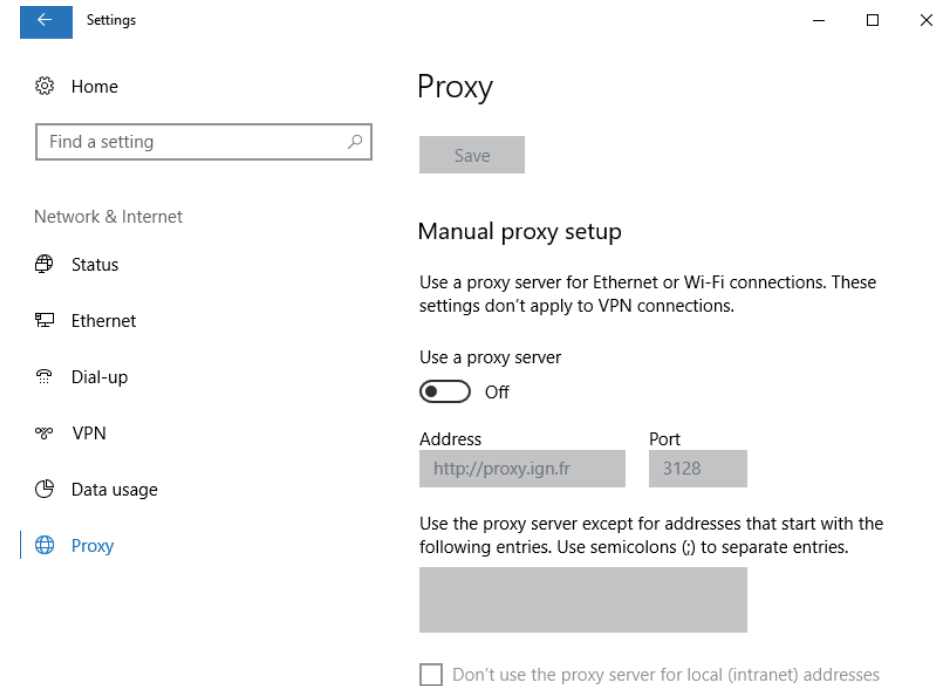 Settings
Home
Find a setting
Network & Internet
Status
Ethernet
Dial-up
VPN
Data usage
Proxy
Proxy
Save
Manual proxy setup
Use a proxy server for Ethernet or Wi-Fi connections. These
settings don’t apply to VPN connections.
Use a proxy server
Off
Address Port
http://proxy.ign.fr 3128
Use the proxy server except for addresses that start with the
following entries. Use semicolons (;) to separate entries.
Don’t use the proxy server for local (intranet) addresses